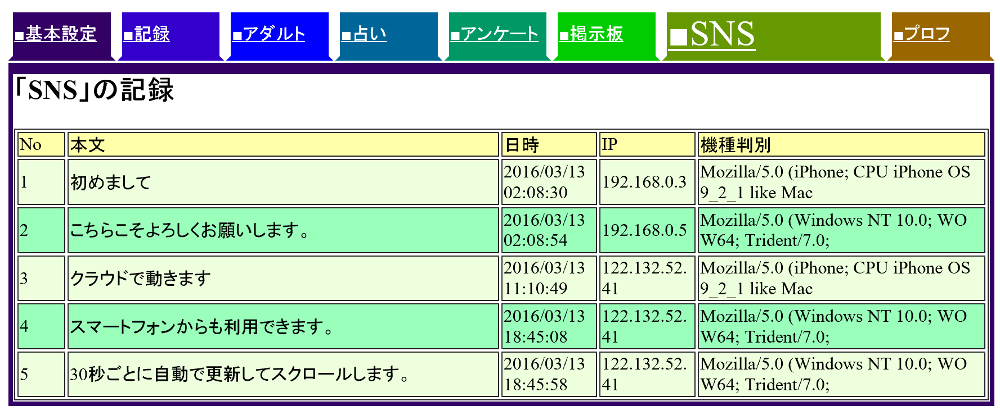 ■基本設定 ■記録 ■アダルト ■占い ■アンケート ■掲示板 ■SNS ■プロフ
「SNS」の記録
No 本文 日時 IP 機種判別
1 初めまして 2016/03/13 02:08:30 192.168.0.3 Mozilla/5.0 (iPhone; CPU iPhone OS 9_2_1 like Mac
2 こちらこそよろしくお願いします。 2016/03/13 02:08:54 192.168.0.5 Mozilla/5.0 (Windows NT 10.0; WOW64; Trident/7.0;
3 クラウドで動きます 2016/03/13 11:10:49 122.132.52.41 Mozilla/5.0 (iPhone; CPU iPhone OS 9_2_1 like Mac
4 スマートフォンからも利用できます。 2016/03/13 18:45:08 122.132.52.41 Mozilla/5.0 (Windows NT 10.0; WOW64; Trident/7.0;
5 30秒ごとに自動で更新してスクロールします。 2016/03/13 18:45:58 122.132.52.41 Mozilla/5.0 (Windows NT 10.0; WOW64; Trident/7.0;